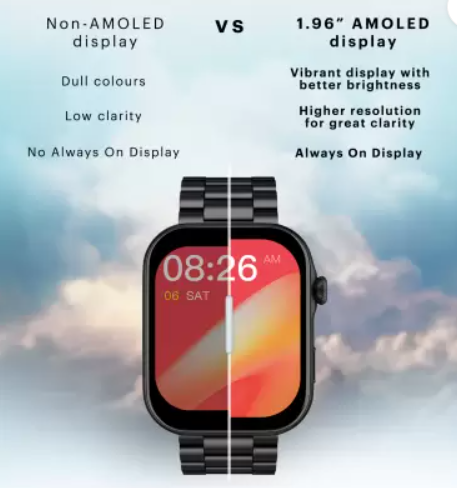 Non-AMOLED
display
VS
1.96” AMOLED
display
Dull colours
Vibrant display with
better brightness
Low clarity
Higher resolution
for great clarity
No Always On Display
Always On Display
08:26 AM
06 SAT